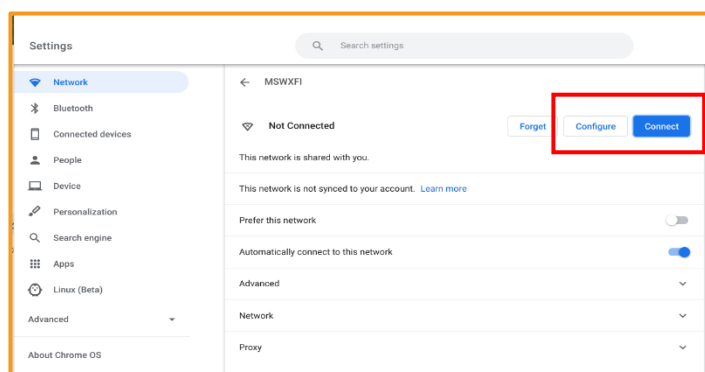 Settings
Search settings
Network
Bluetooth
Connected devices
People
Device
Personalization
Search engine
Apps
Linux (Beta)
Advanced
About Chrome OS
MSWXFI
Not Connected
Forget
Configure
Connect
This network is shared with you.
This network is not synced to your account. Learn more
Prefer this network
Automatically connect to this network
Advanced
Network
Proxy